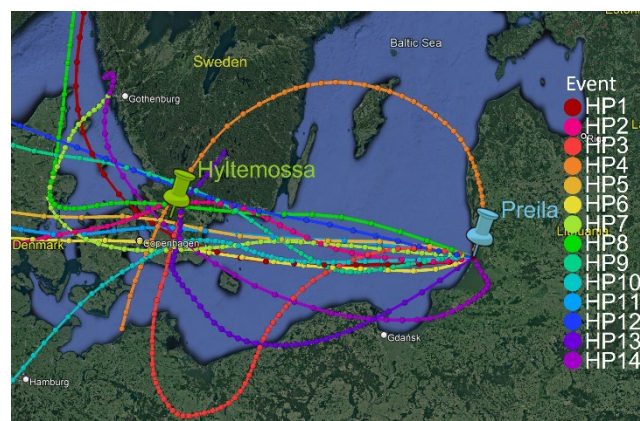 Estonia
Baltic Sea
Sweden
Event
HP1
Gothenburg
HP2
HP3
HP4
Hyltemossa
HP5
Preila
HP6
HP7
Denmark
Copenhagen
HP8
HP9
HP10
HP11
HP12
Gdańsk
HP13
HP14
Hamburg